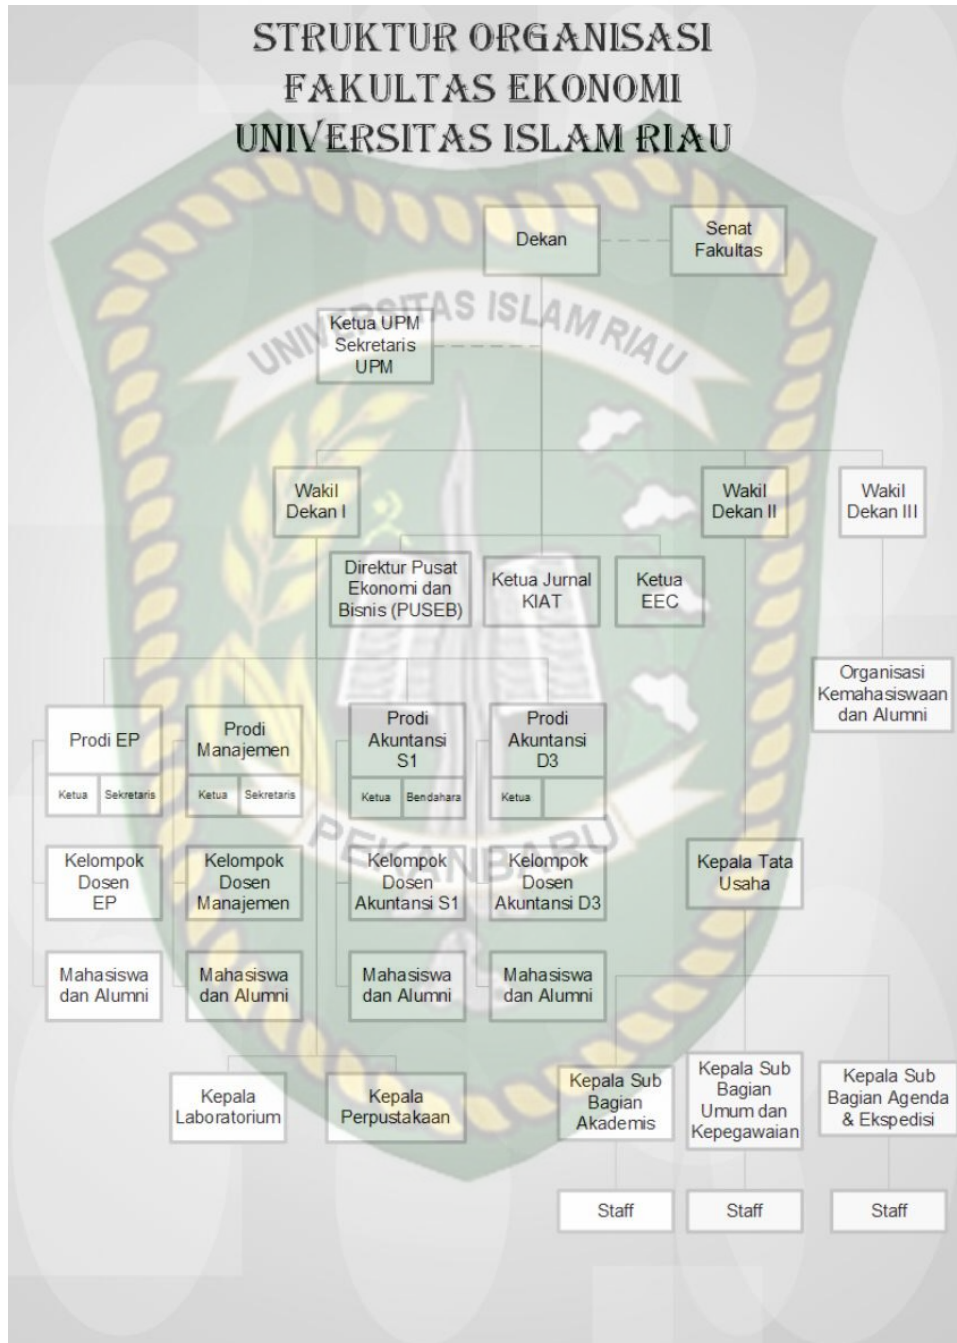 STRUKTUR ORGANISASI
FAKULTAS EKONOMI
UNIVERSITAS ISLAM RIAU
Dekan
Senat
Fakultas
UNIVERSITAS ISLAM RIAU
Ketua UPM
Sekretaris
UPM
Wakil
Dekan I
Wakil
Dekan II
Wakil
Dekan III
Direktur Pusat
Ekonomi dan
Bisnis (PUSEB)
Ketua Jurnal
KIAT
Ketua
EEC
Organisasi
Kemahasiswaan
dan Alumni
Prodi EP
Ketua
Sekretaris
Prodi
Manajemen
Ketua
Sekretaris
Prodi
Akuntansi
S1
Ketua
Bendahara
Prodi
Akuntansi
D3
Ketua
PEKANBARU
Kelompok
Dosen
EP
Kelompok
Dosen
Manajemen
Kelompok
Dosen
Akuntansi S1
Kelompok
Dosen
Akuntansi D3
Kepala Tata
Usaha
Mahasiswa
dan Alumni
Mahasiswa
dan Alumni
Mahasiswa
dan Alumni
Mahasiswa
dan Alumni
Kepala
Laboratorium
Kepala
Perpustakaan
Kepala Sub
Bagian
Akademis
Kepala Sub
Bagian
Umum dan
Kepegawaian
Kepala Sub
Bagian Agenda
& Ekspedisi
Staff
Staff
Staff